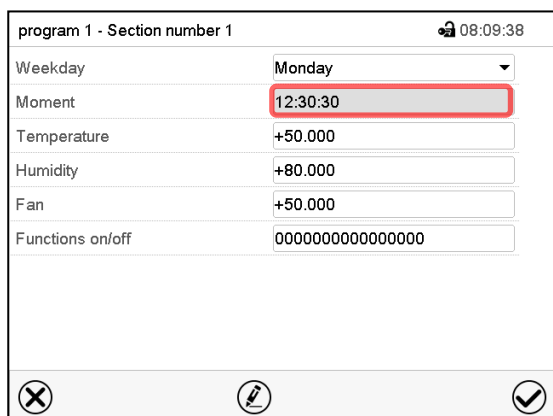 program 1 - Section number 1 08:09:38
Weekday Monday
Moment 12:30:30
Temperature +50.000
Humidity +80.000
Fan +50.000
Functions on/off 0000000000000000